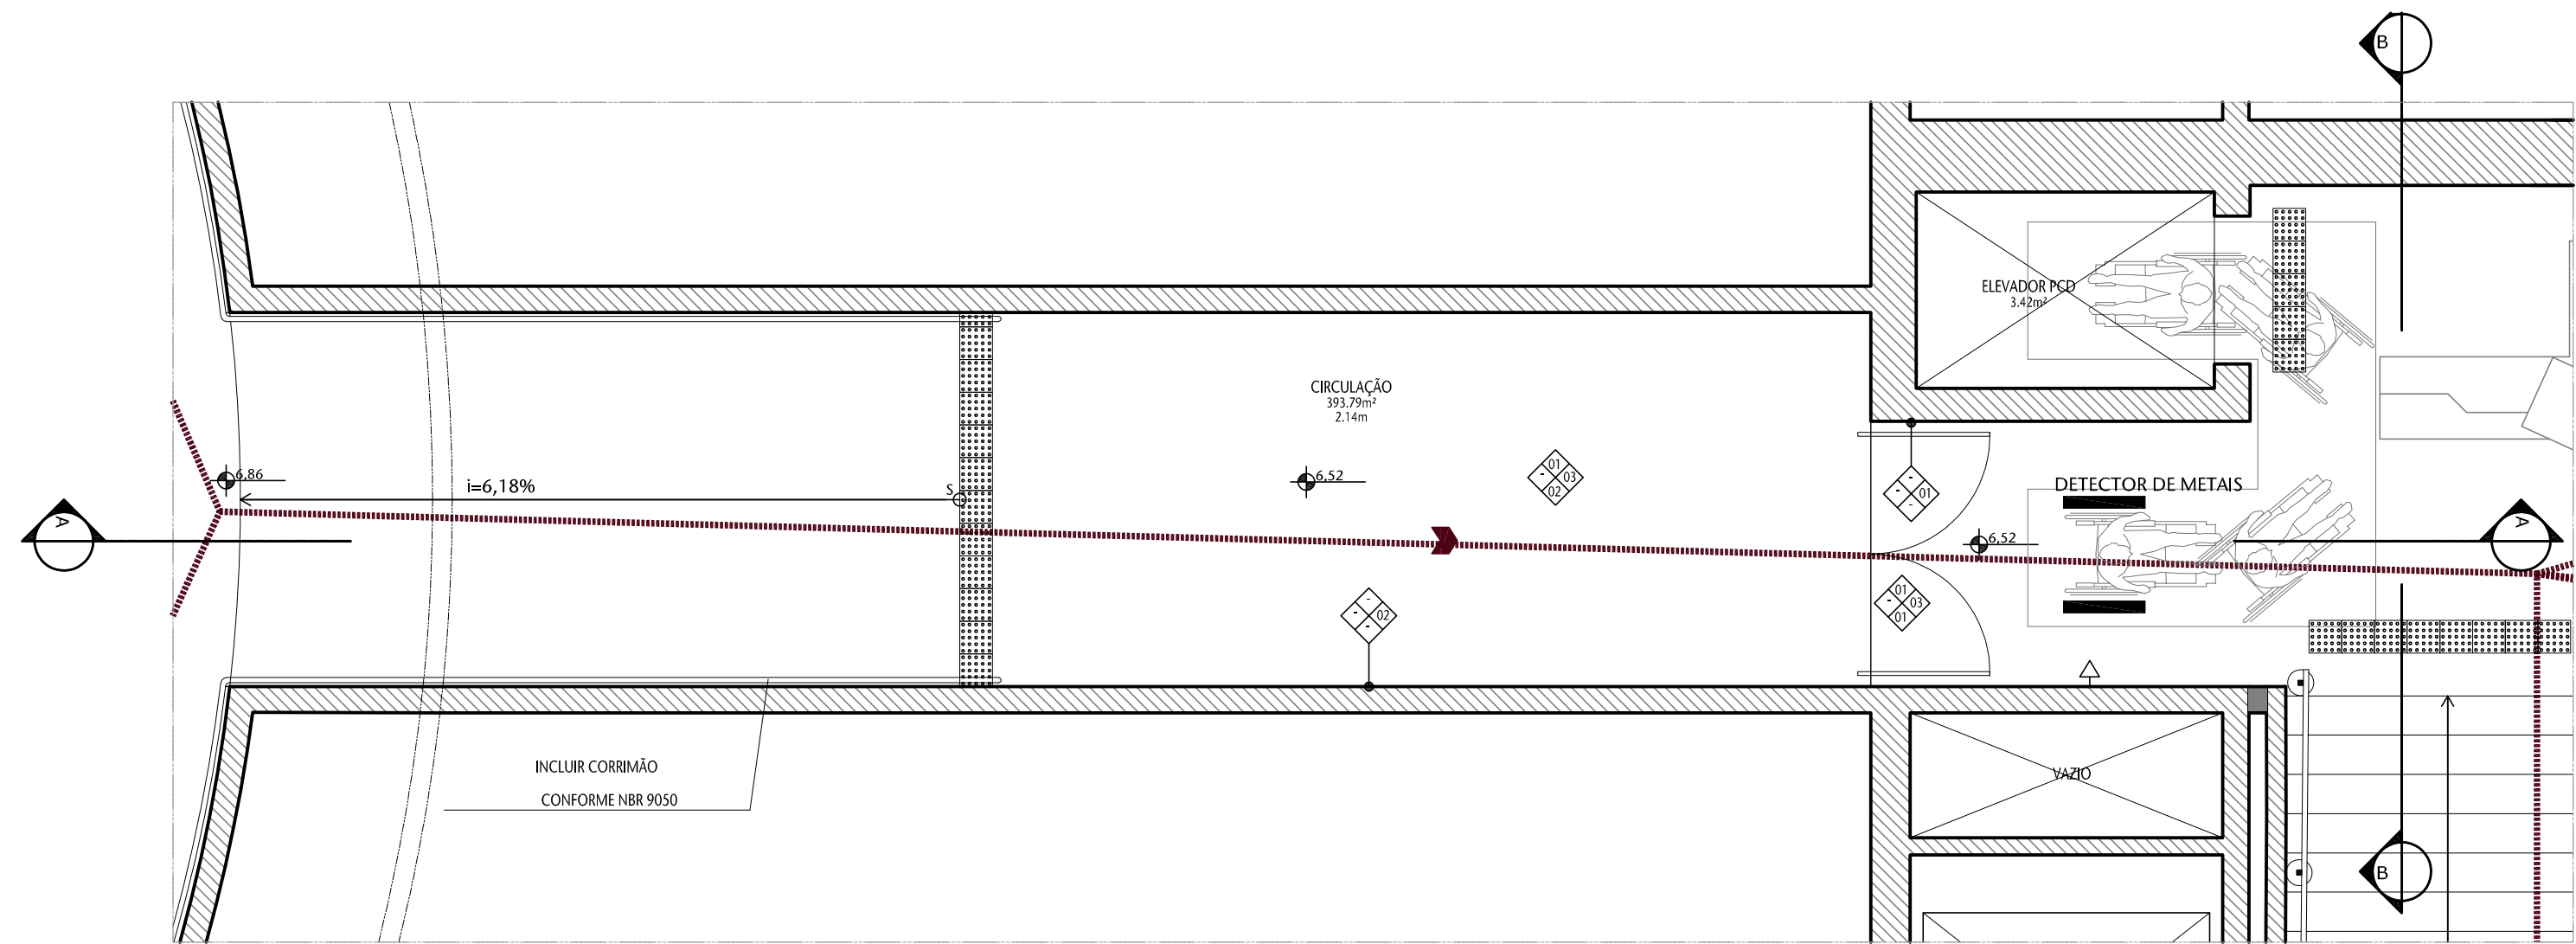 B
ELEVADOR PCD
3.42m²
CIRCULAÇÃO
393.79m²
2.14m
6,86
i=6,18%
S
6,52
01
- 03
02
-
- 01
-
DETECTOR DE METAIS
A
A
6,52
-
- 02
-
01
- 03
01
INCLUIR CORRIMÃO
CONFORME NBR 9050
VAZIO
B